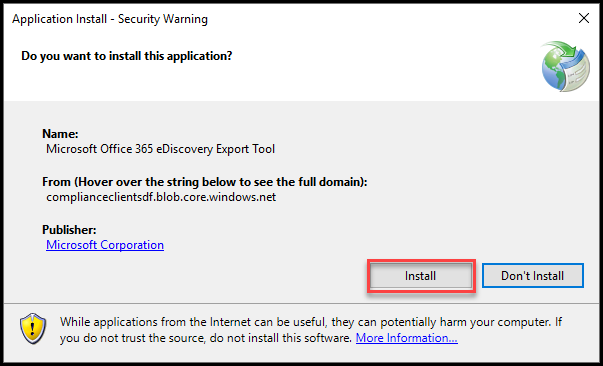 Application Install - Security Warning
Do you want to install this application?
Name:
Microsoft Office 365 eDiscovery Export Tool
From (Hover over the string below to see the full domain):
complianceclientsdf.blob.core.windows.net
Publisher:
Microsoft Corporation
Install
Don't Install
While applications from the Internet can be useful, they can potentially harm your computer. If
you do not trust the source, do not install this software. More Information...